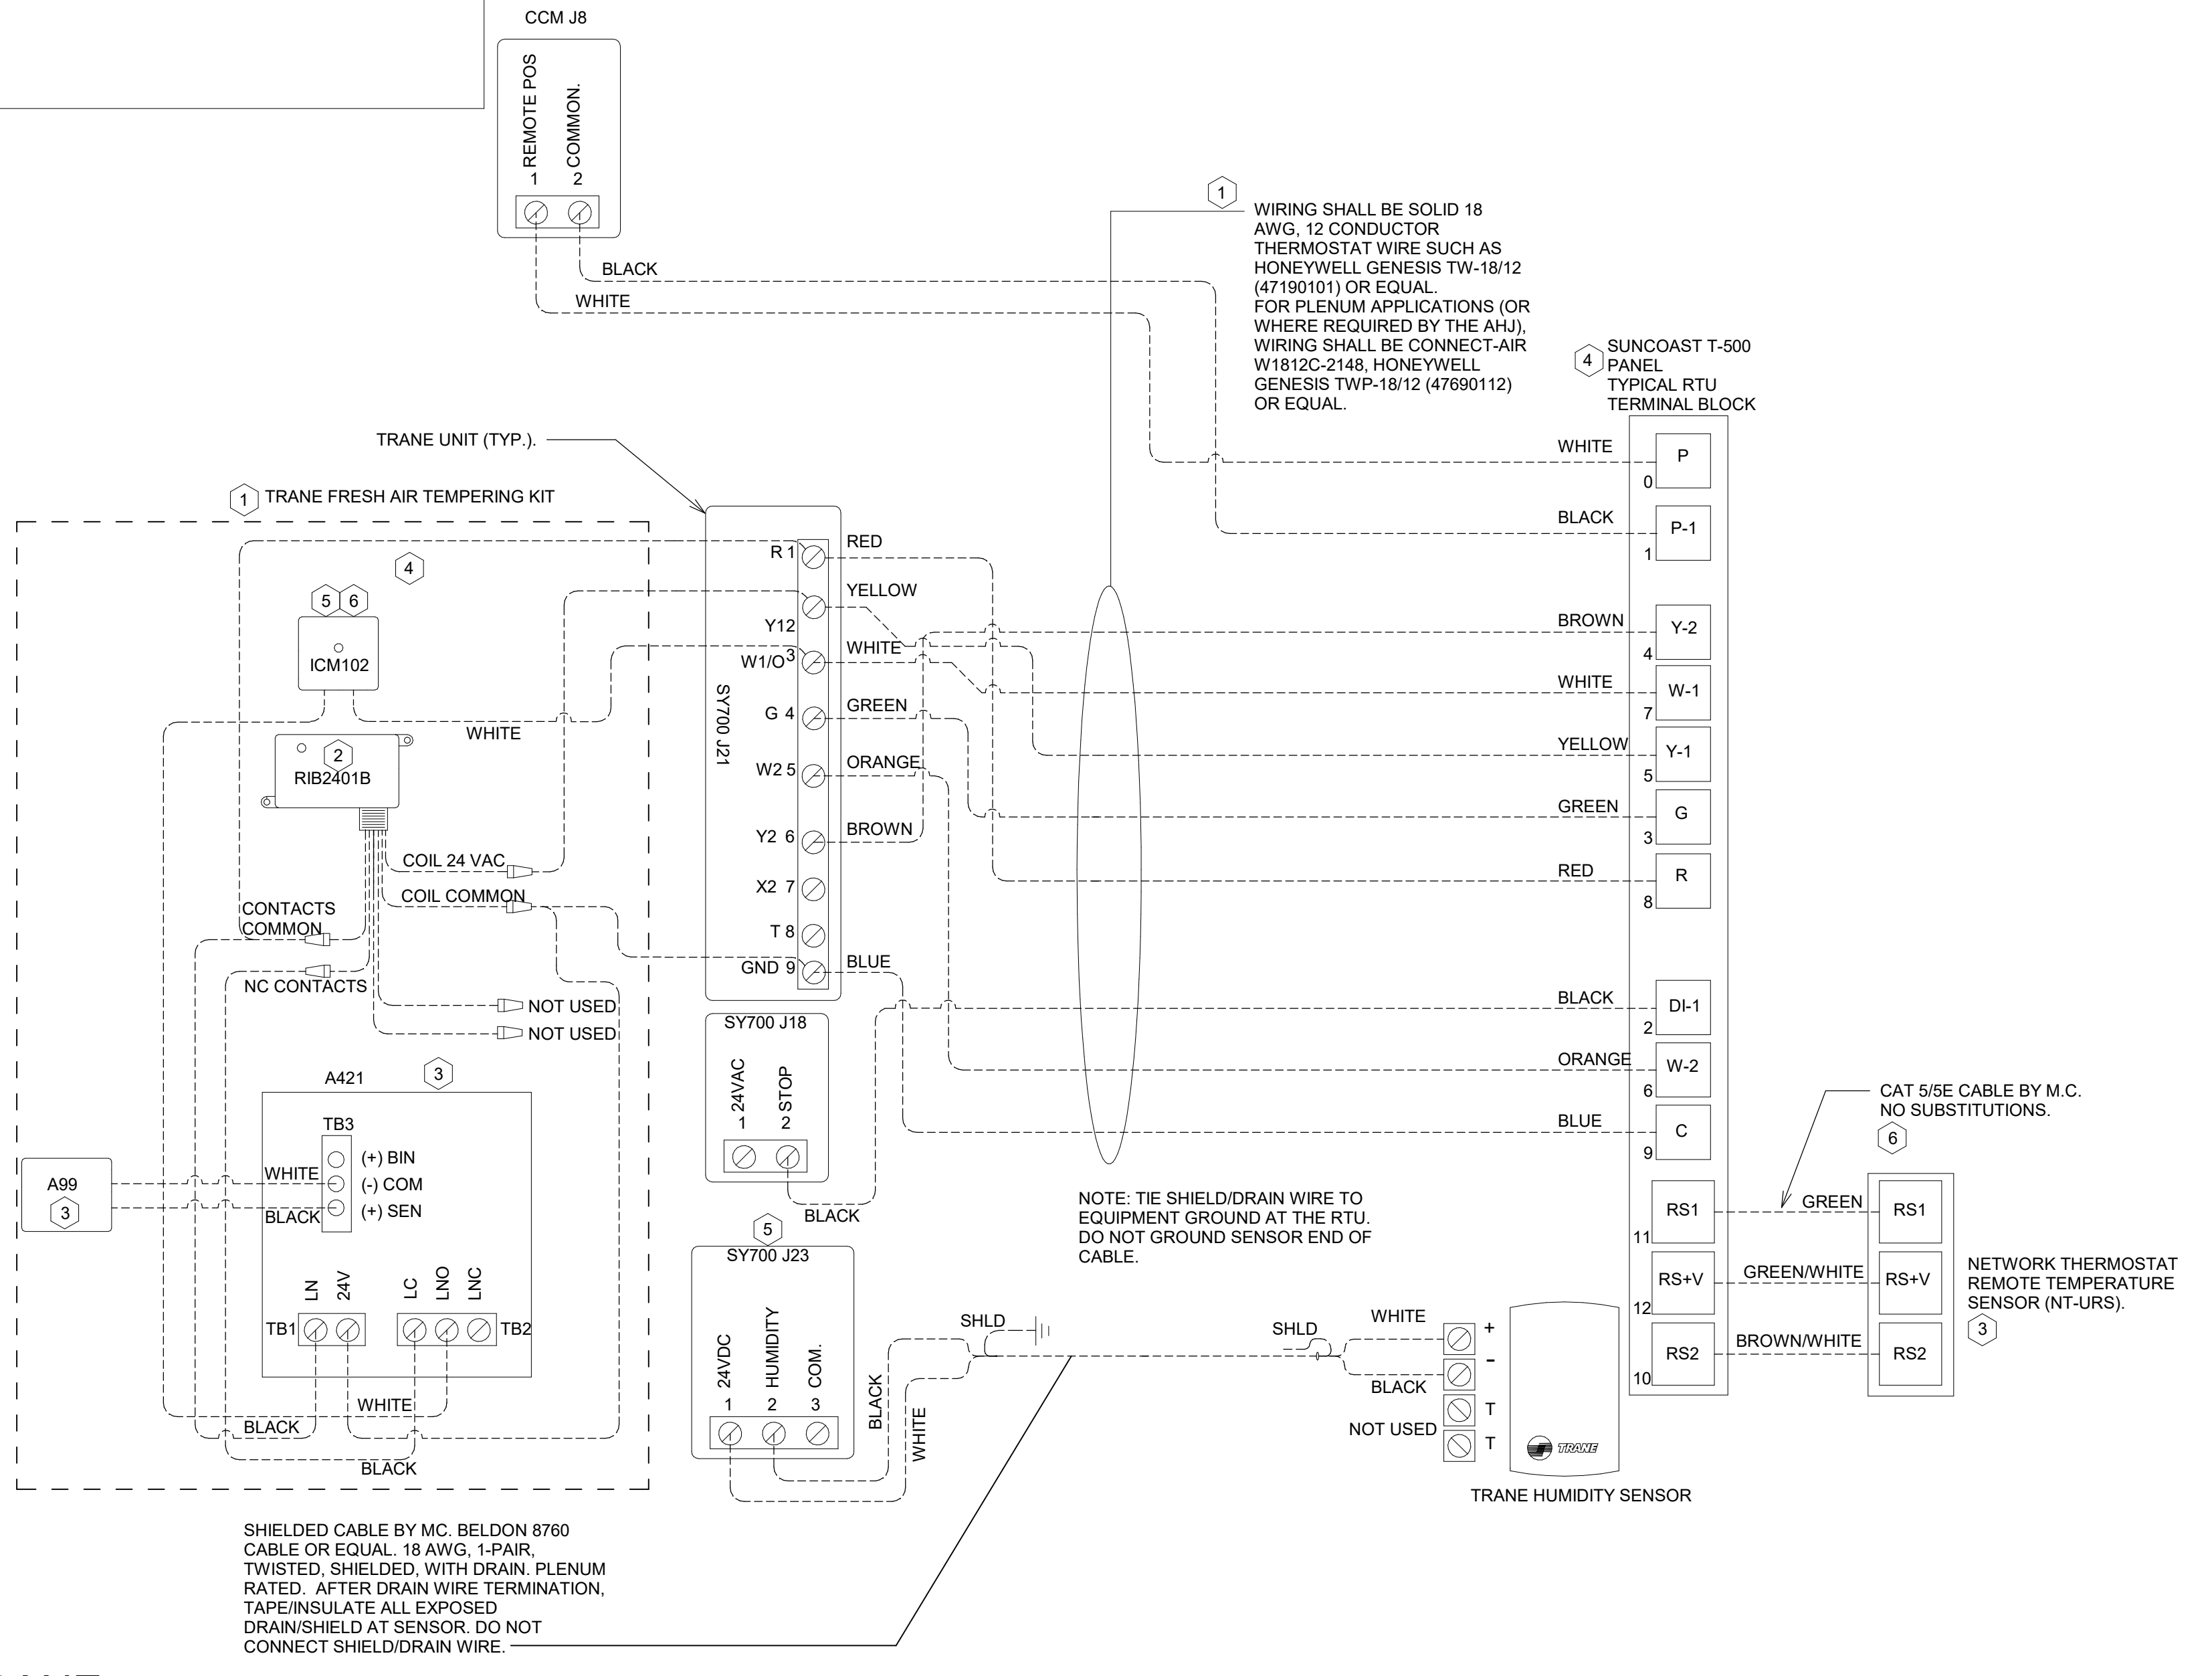 CCM J8
REMOTE POS
COMMON.
1
2
BLACK
WHITE
1
WIRING SHALL BE SOLID 18
AWG, 12 CONDUCTOR
THERMOSTAT WIRE SUCH AS
HONEYWELL GENESIS TW-18/12
(47190101) OR EQUAL.
FOR PLENUM APPLICATIONS (OR
WHERE REQUIRED BY THE AHJ),
WIRING SHALL BE CONNECT-AIR
W1812C-2148, HONEYWELL
GENESIS TWP-18/12 (47690112)
OR EQUAL.
4
SUNCOAST T-500
PANEL
TYPICAL RTU
TERMINAL BLOCK
TRANE UNIT (TYP.).
1 TRANE FRESH AIR TEMPERING KIT
4
5 6
ICM102
WHITE
2
RIB2401B
COIL 24 VAC
COIL COMMON
CONTACTS
COMMON
NC CONTACTS
NOT USED
NOT USED
A421
3
TB3
(+) BIN
(-) COM
(+) SEN
WHITE
BLACK
A99
3
LN
24V
LC
LNO
LNC
TB1
TB2
WHITE
BLACK
BLACK
SY700 J21
R 1
Y12
W1/O 3
G 4
W2 5
Y2 6
X2 7
T 8
GND 9
RED
YELLOW
WHITE
GREEN
ORANGE
BROWN
BLUE
SY700 J18
24VAC
STOP
1
2
BLACK
5
SY700 J23
24VDC
HUMIDITY
COM.
1
2
3
BLACK
WHITE
SHLD
SHLD
NOTE: TIE SHIELD/DRAIN WIRE TO
EQUIPMENT GROUND AT THE RTU.
DO NOT GROUND SENSOR END OF
CABLE.
WHITE
BLACK
NOT USED
+
-
T
T
TRANE
TRANE HUMIDITY SENSOR
WHITE
P
0
BLACK
P-1
1
BROWN
Y-2
4
WHITE
W-1
7
YELLOW
Y-1
5
GREEN
G
3
RED
R
8
BLACK
DI-1
2
ORANGE
W-2
6
BLUE
C
9
RS1
11
RS+V
12
RS2
10
GREEN
GREEN/WHITE
BROWN/WHITE
CAT 5/5E CABLE BY M.C.
NO SUBSTITUTIONS.
6
RS1
RS+V
RS2
NETWORK THERMOSTAT
REMOTE TEMPERATURE
SENSOR (NT-URS).
3
SHIELDED CABLE BY MC. BELDON 8760
CABLE OR EQUAL. 18 AWG, 1-PAIR,
TWISTED, SHIELDED, WITH DRAIN. PLENUM
RATED. AFTER DRAIN WIRE TERMINATION,
TAPE/INSULATE ALL EXPOSED
DRAIN/SHIELD AT SENSOR. DO NOT
CONNECT SHIELD/DRAIN WIRE.